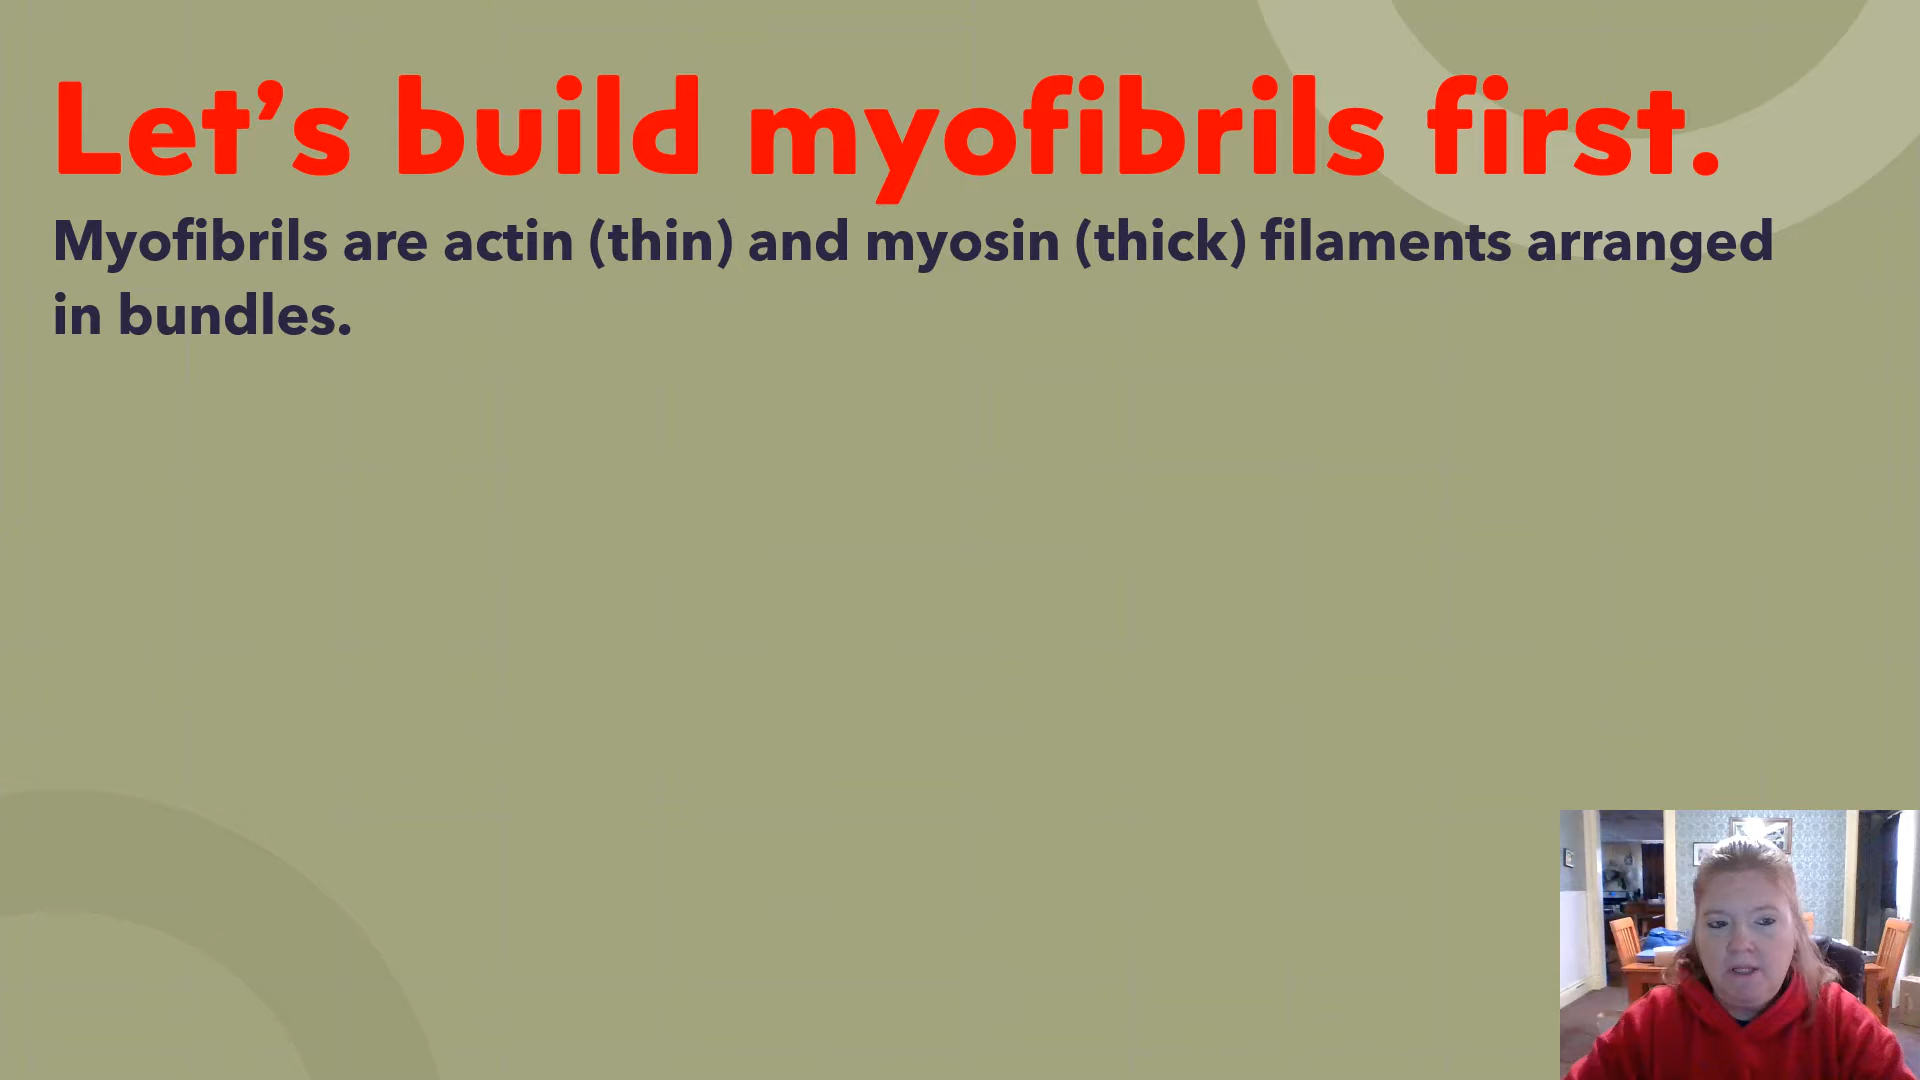 Let’s build myofibrils first.
Myofibrils are actin (thin) and myosin (thick) filaments arranged
in bundles.